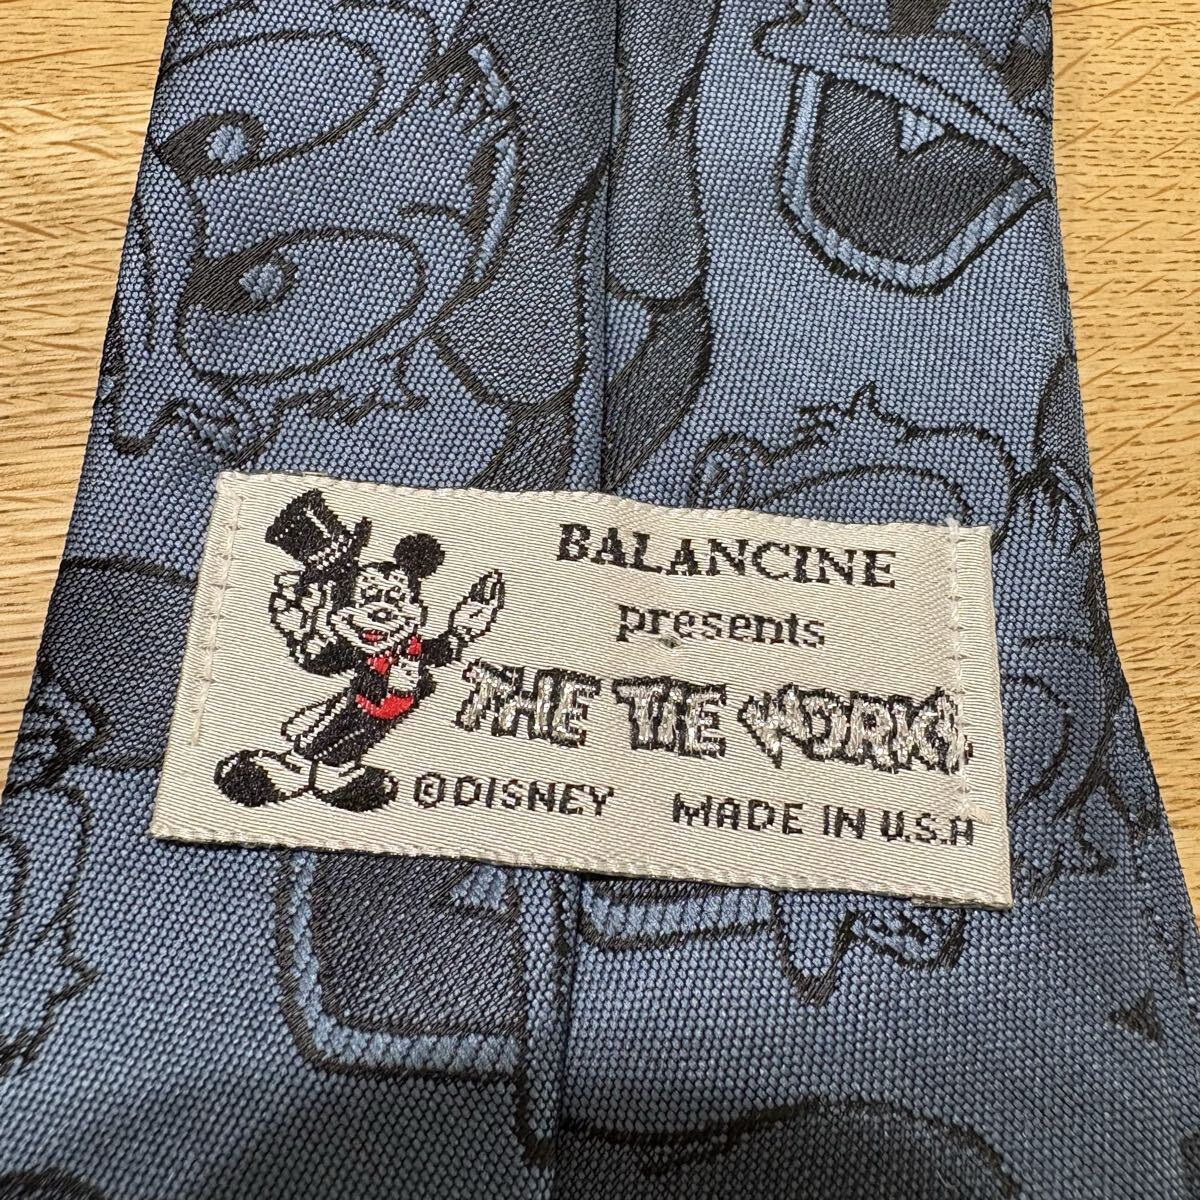 BALANCINE
presents
THE TIE WORKS
©DISNEY MADE IN U.S.A